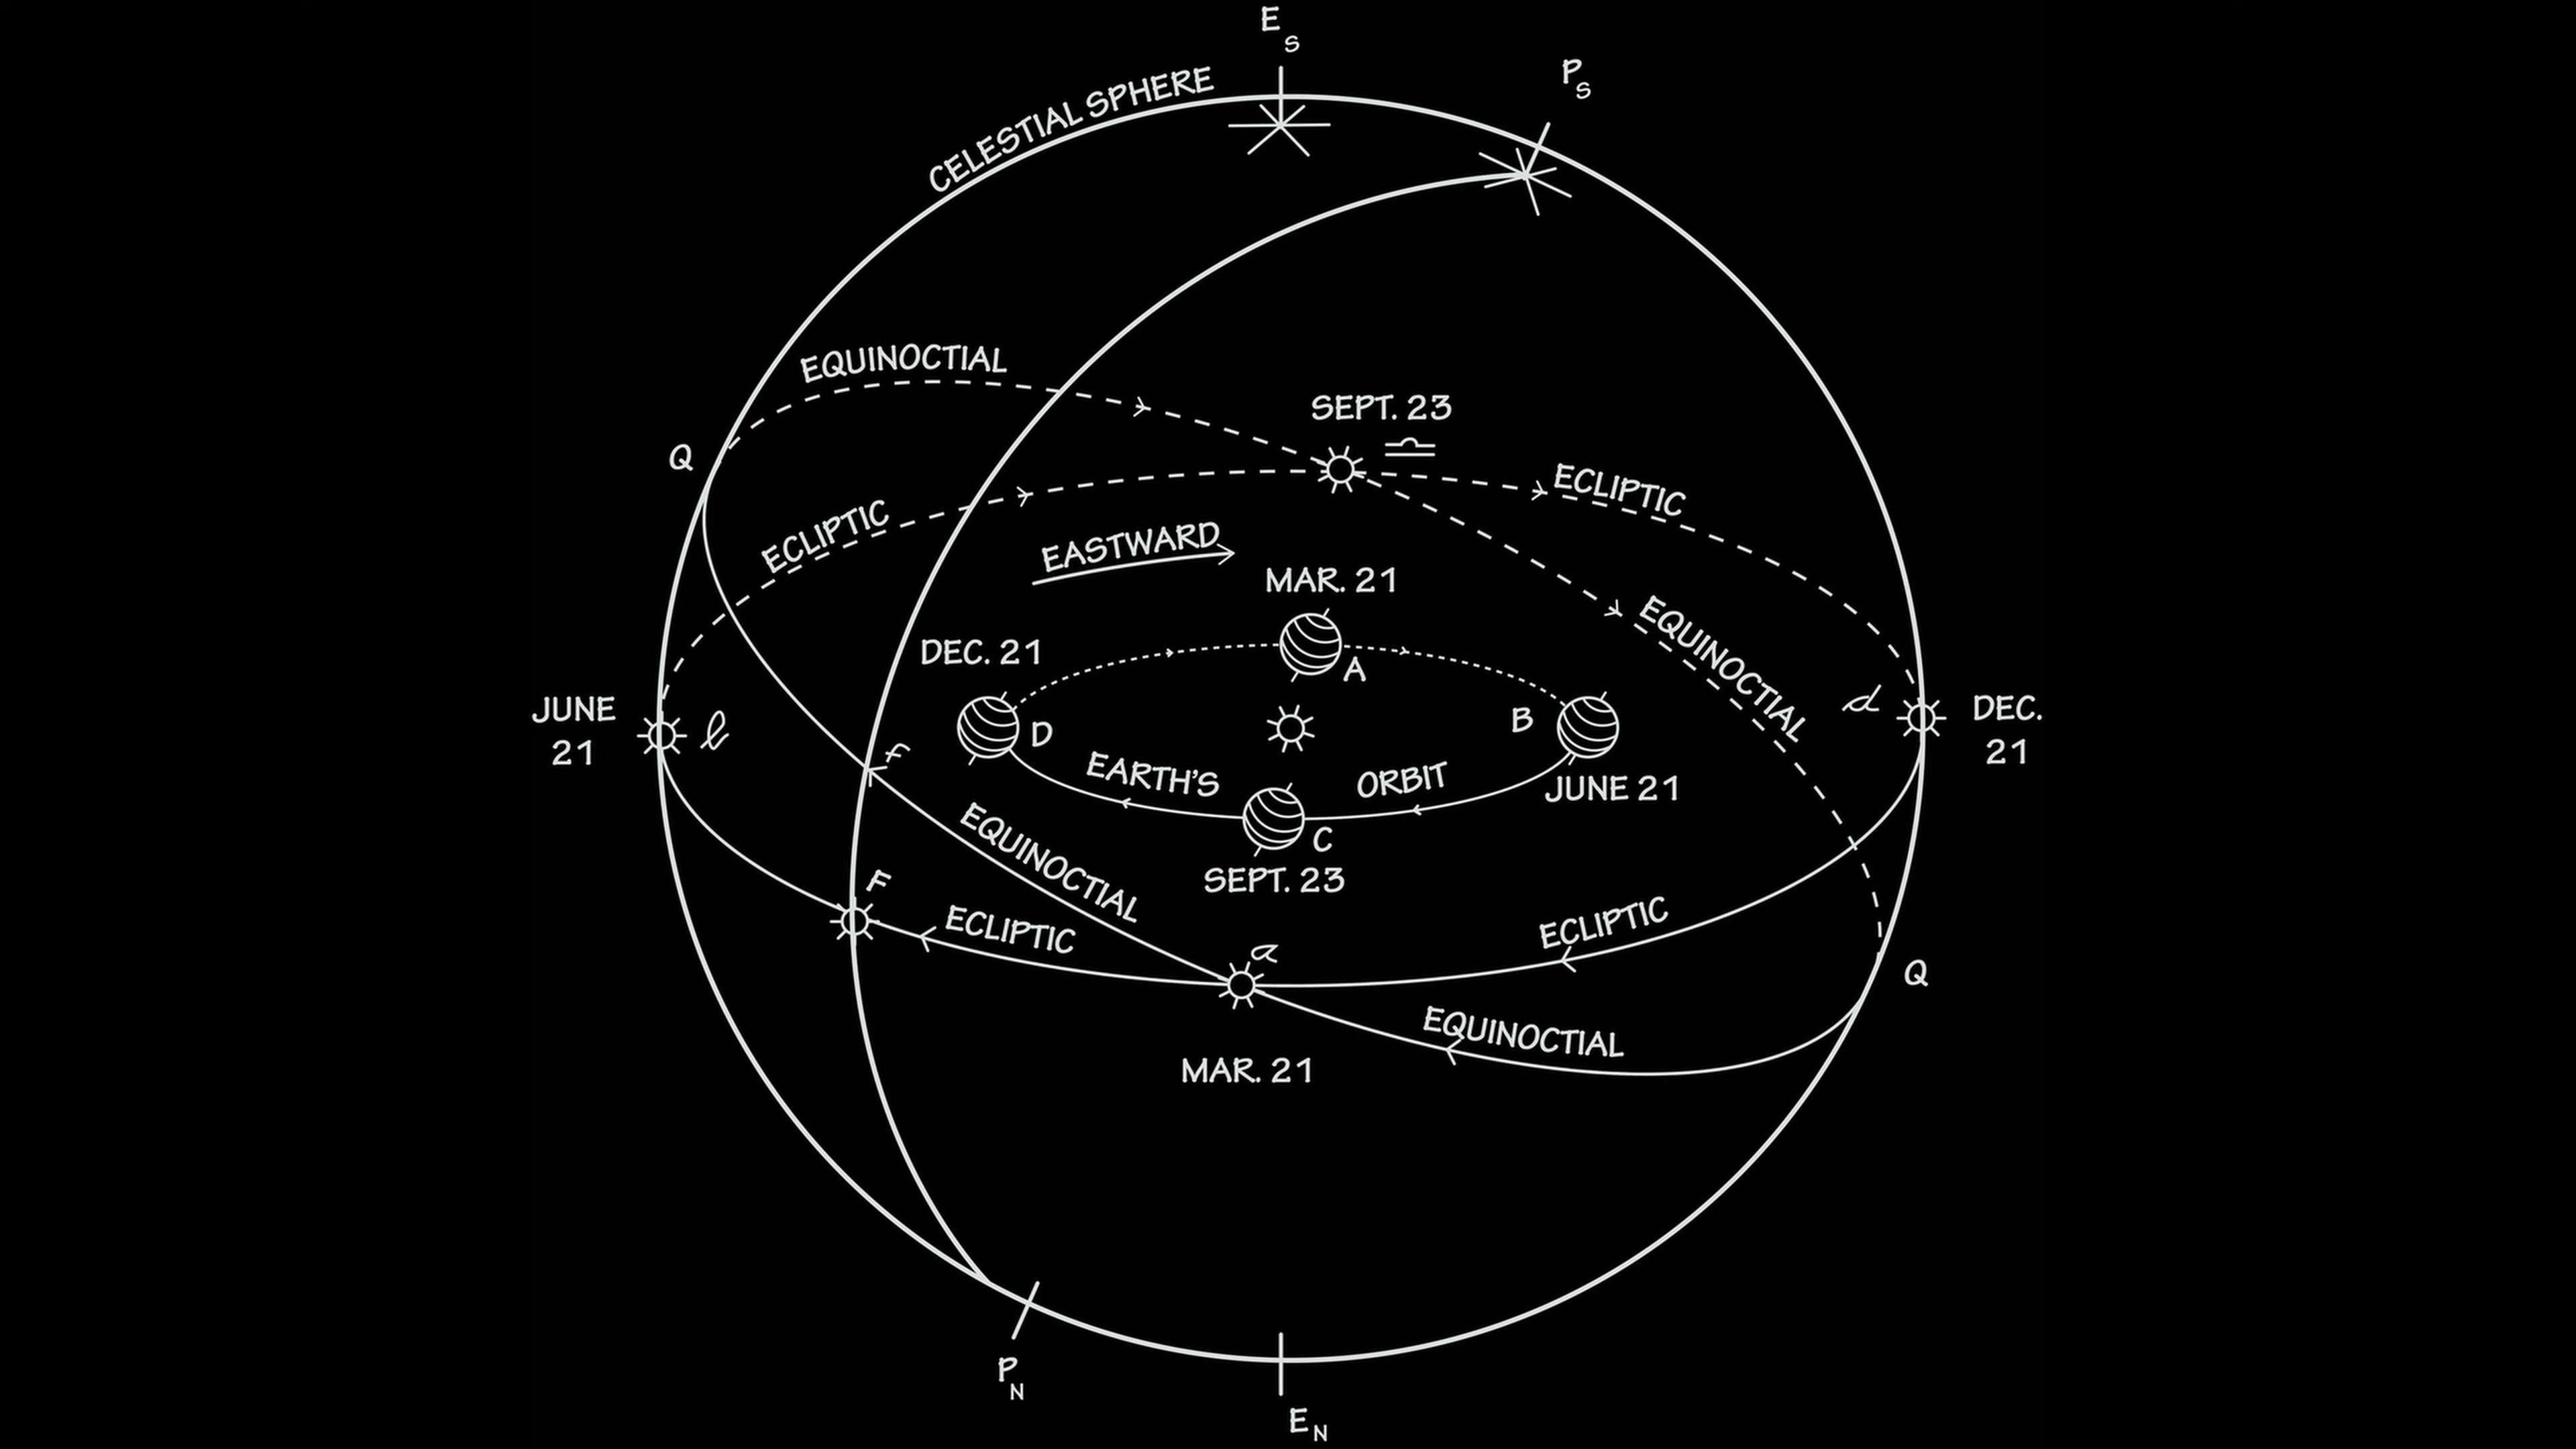 E
S
P
S
CELESTIAL SPHERE
EQUINOCTIAL
SEPT. 23
♎
Q
ECLIPTIC
ECLIPTIC
EASTWARD
MAR. 21
EQUINOCTIAL
DEC. 21
A
JUNE
21
l
D
B
d
DEC.
21
f
EARTH'S
ORBIT
JUNE 21
C
EQUINOCTIAL
SEPT. 23
F
ECLIPTIC
ECLIPTIC
a
Q
EQUINOCTIAL
MAR. 21
P
N
E
N